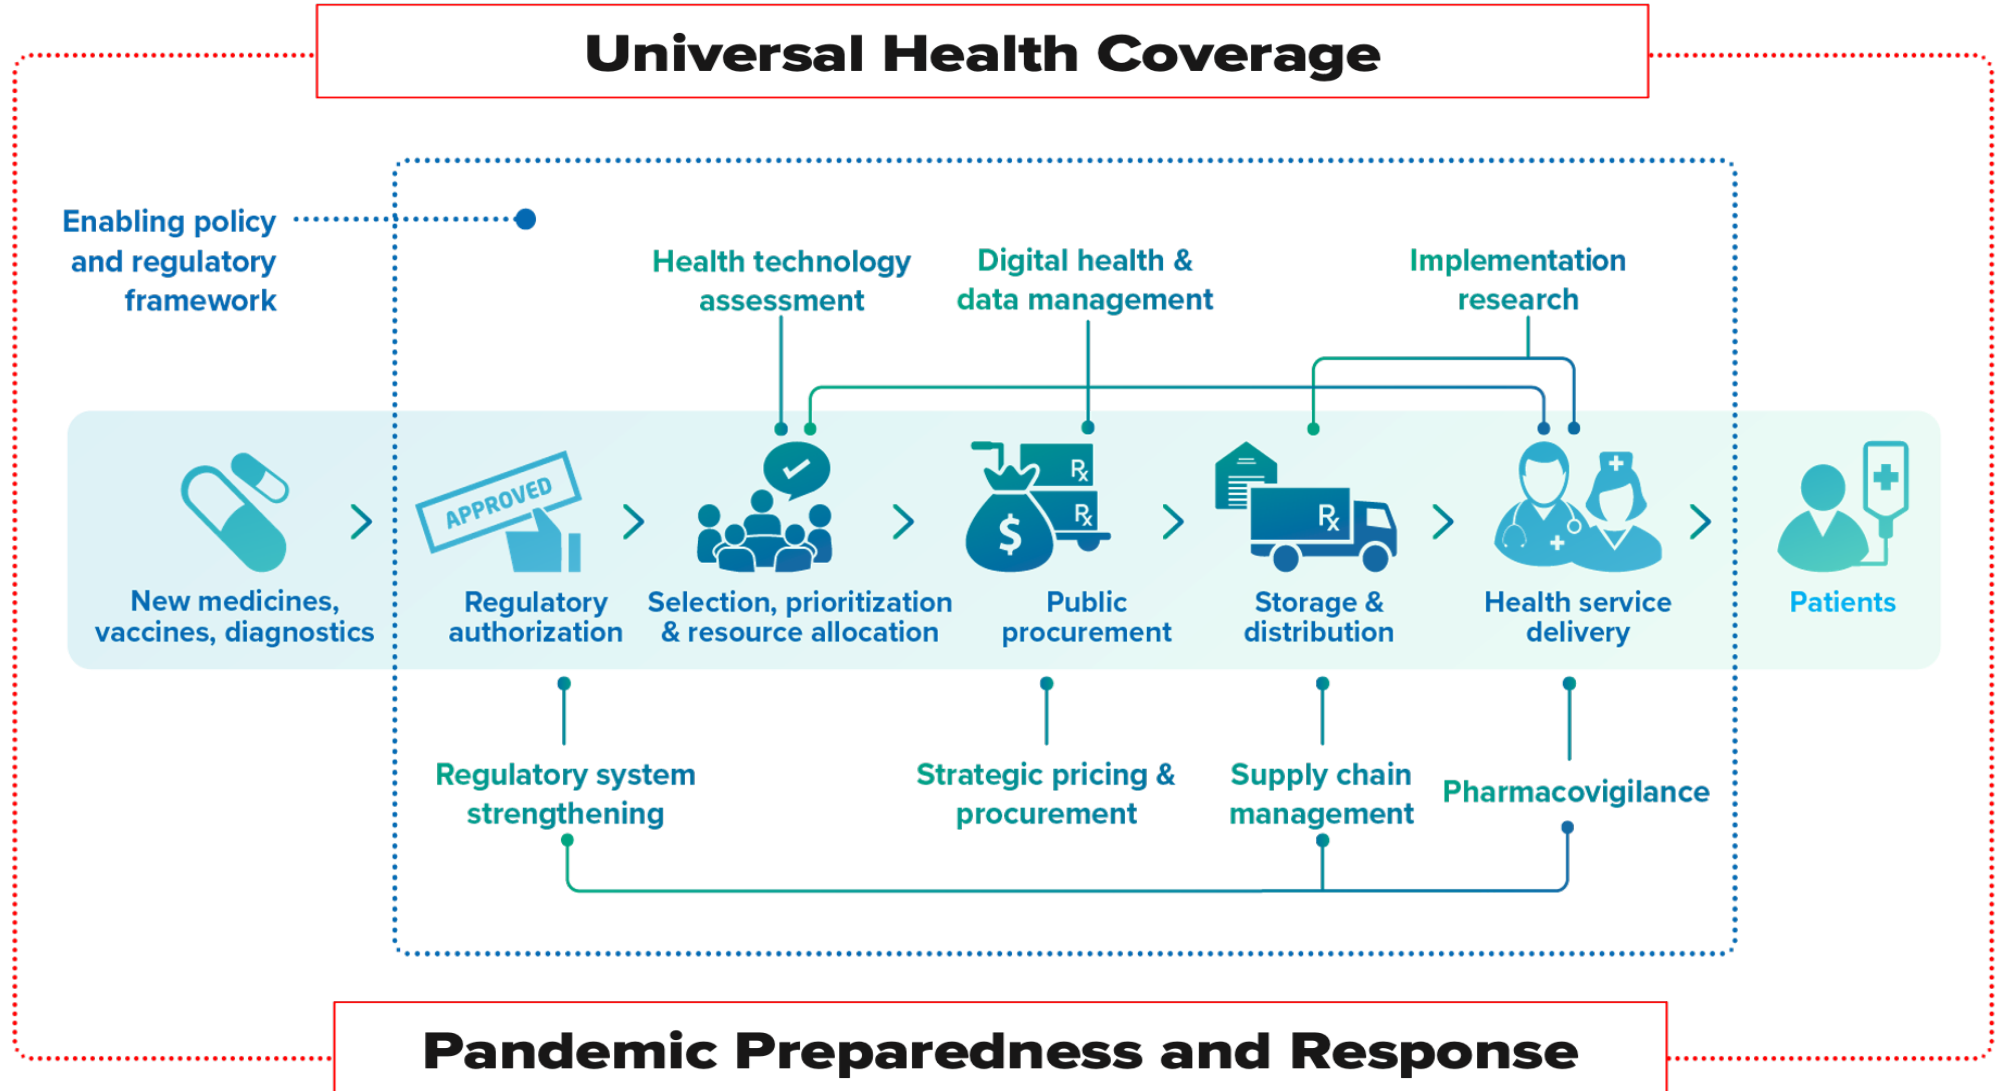 Universal Health Coverage
Enabling policy
and regulatory
framework
Health technology
assessment
Digital health &
data management
Implementation
research
APPROVED
Rx
Rx
$
Rx
New medicines,
vaccines, diagnostics
Regulatory
authorization
Selection, prioritization
& resource allocation
Public
procurement
Storage &
distribution
Health service
delivery
Patients
Regulatory system
strengthening
Strategic pricing &
procurement
Supply chain
management
Pharmacovigilance
Pandemic Preparedness and Response